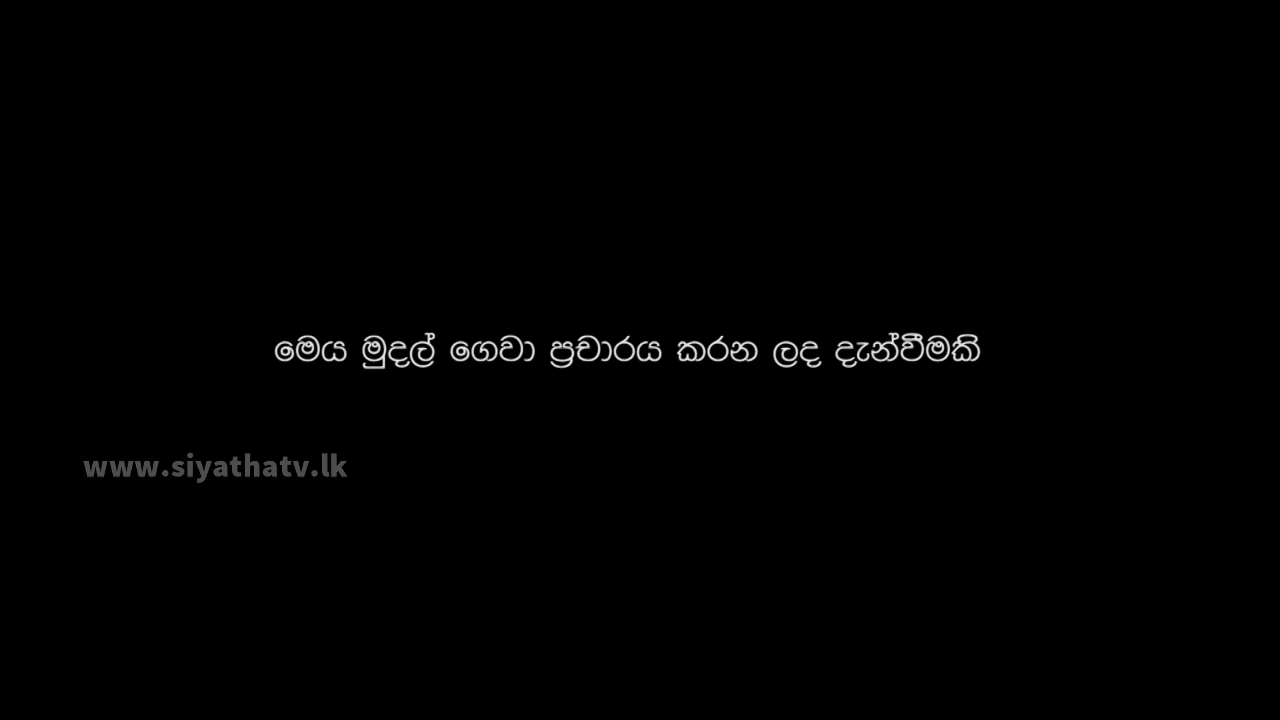 මෙය මුදල් ගෙවා ප්‍රචාරය කරන ලද දැන්වීමකි
www.siyathatv.lk